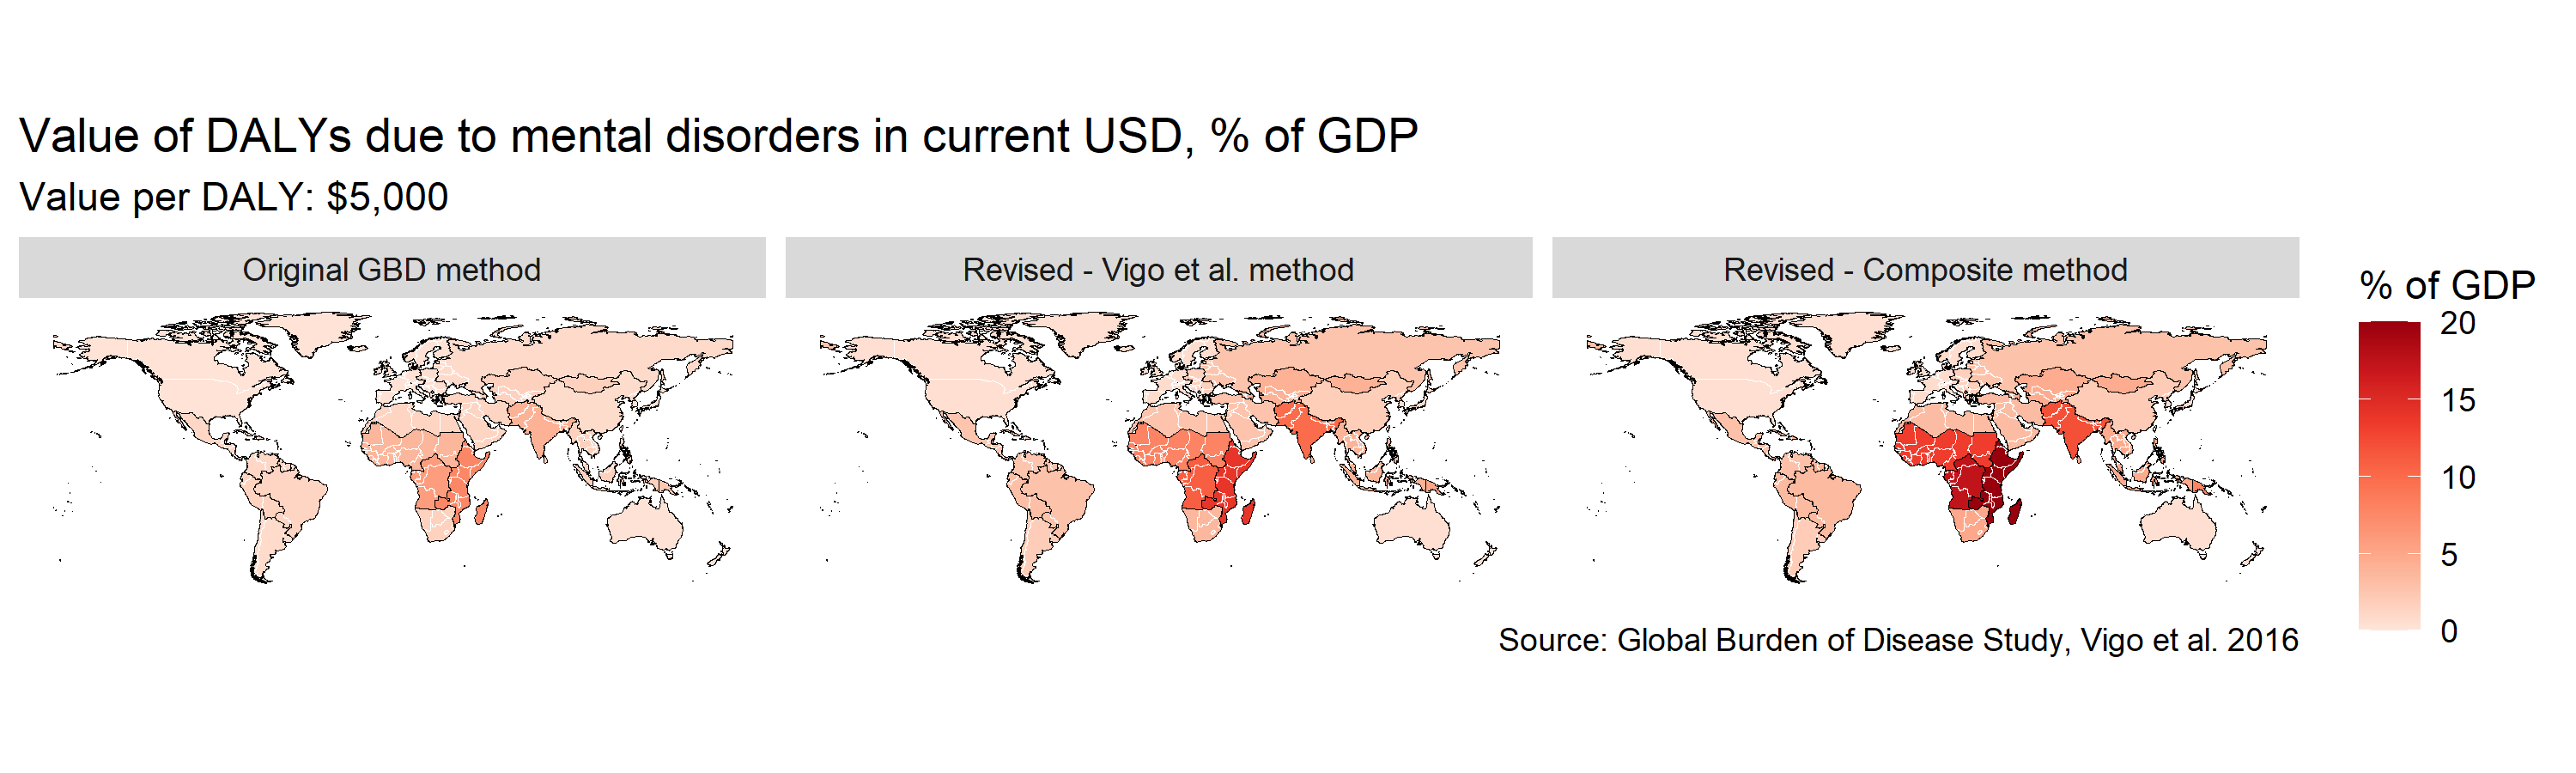 Value of DALYs due to mental disorders in current USD, % of GDP
Value per DALY: $5,000
Original GBD method
Revised - Vigo et al. method
Revised - Composite method
% of GDP
20
15
10
5
0
Source: Global Burden of Disease Study, Vigo et al. 2016